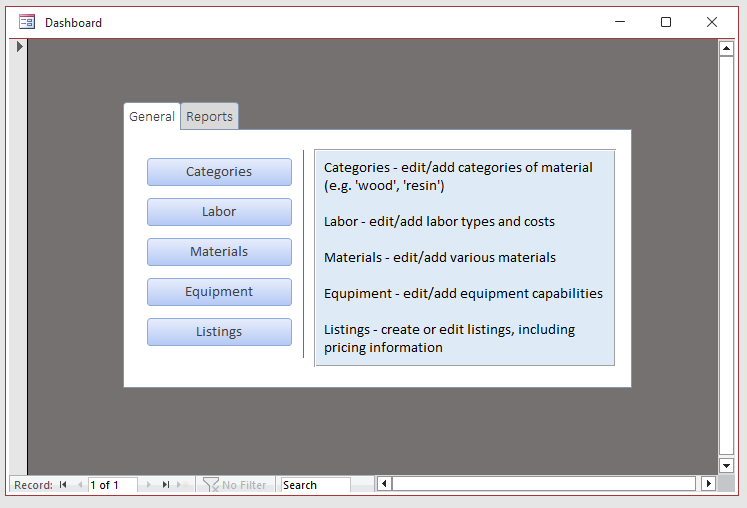 Dashboard
General Reports
Categories
Labor
Materials
Equipment
Listings
Categories - edit/add categories of material
(e.g. 'wood', 'resin')
Labor - edit/add labor types and costs
Materials - edit/add various materials
Equpiment - edit/add equipment capabilities
Listings - create or edit listings, including
pricing information
Record: 1 of 1 No Filter Search